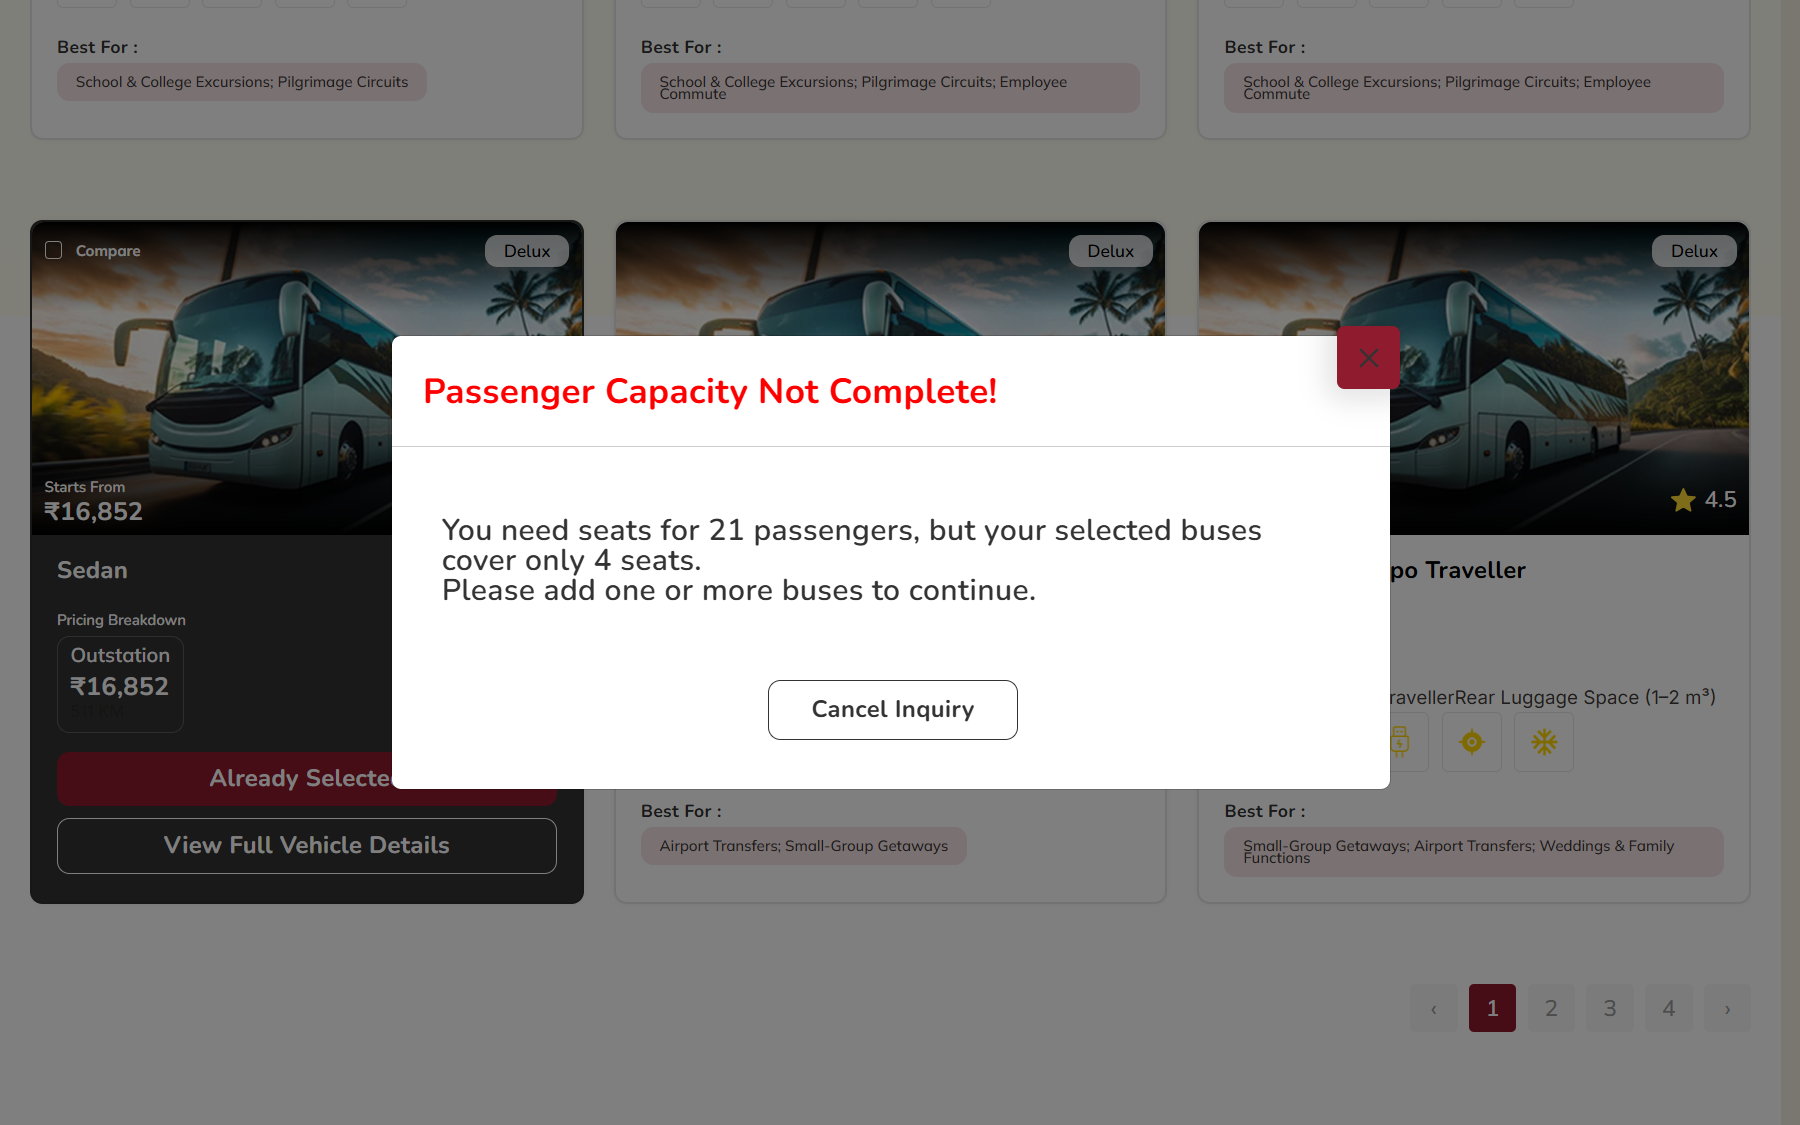 Best For :
School & College Excursions; Pilgrimage Circuits
Best For :
School & College Excursions; Pilgrimage Circuits; Employee
Commute
Best For :
School & College Excursions; Pilgrimage Circuits; Employee
Commute
Compare
Delux
Starts From
₹16,852
Sedan
Pricing Breakdown
Outstation
₹16,852
Already Selecte
View Full Vehicle Details
Delux
Best For :
Airport Transfers; Small-Group Getaways
Delux
4.5
po Traveller
ravellerRear Luggage Space (1–2 m³)
Best For :
Small-Group Getaways; Airport Transfers; Weddings & Family
Functions
Passenger Capacity Not Complete!
You need seats for 21 passengers, but your selected buses
cover only 4 seats.
Please add one or more buses to continue.
Cancel Inquiry
‹ 1 2 3 4 ›